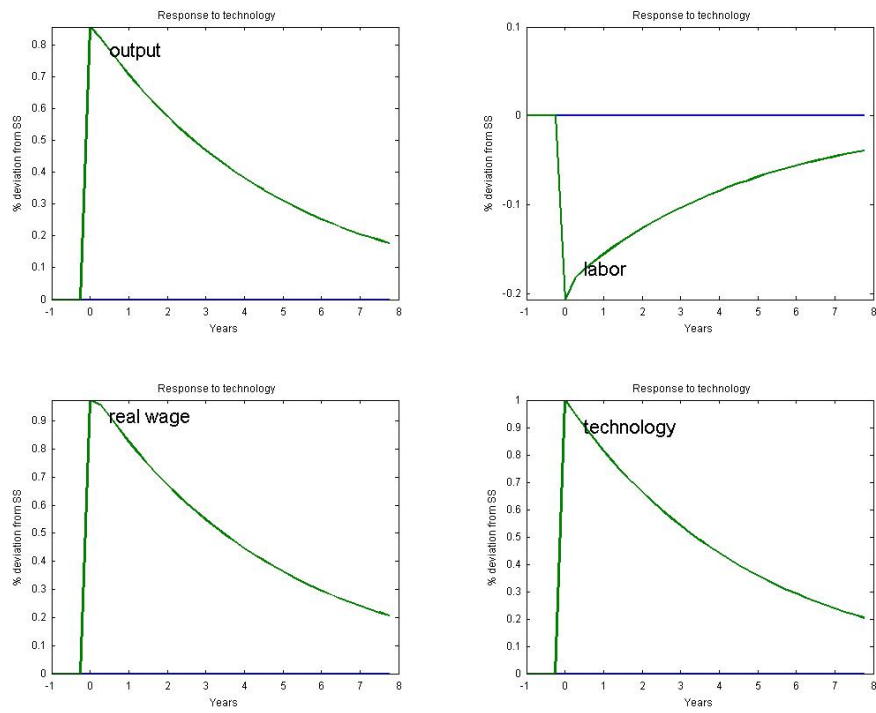 Response to technology
0.8
0.7
0.6
0.5
0.4
0.3
0.2
0.1
0
% deviation from SS
output
-1 0 1 2 3 4 5 6 7 8
Years
Response to technology
0.1
0
-0.1
-0.2
% deviation from SS
labor
-1 0 1 2 3 4 5 6 7 8
Years
Response to technology
0.9
0.8
0.7
0.6
0.5
0.4
0.3
0.2
0.1
0
% deviation from SS
real wage
-1 0 1 2 3 4 5 6 7 8
Years
Response to technology
1
0.9
0.8
0.7
0.6
0.5
0.4
0.3
0.2
0.1
0
% deviation from SS
technology
-1 0 1 2 3 4 5 6 7 8
Years